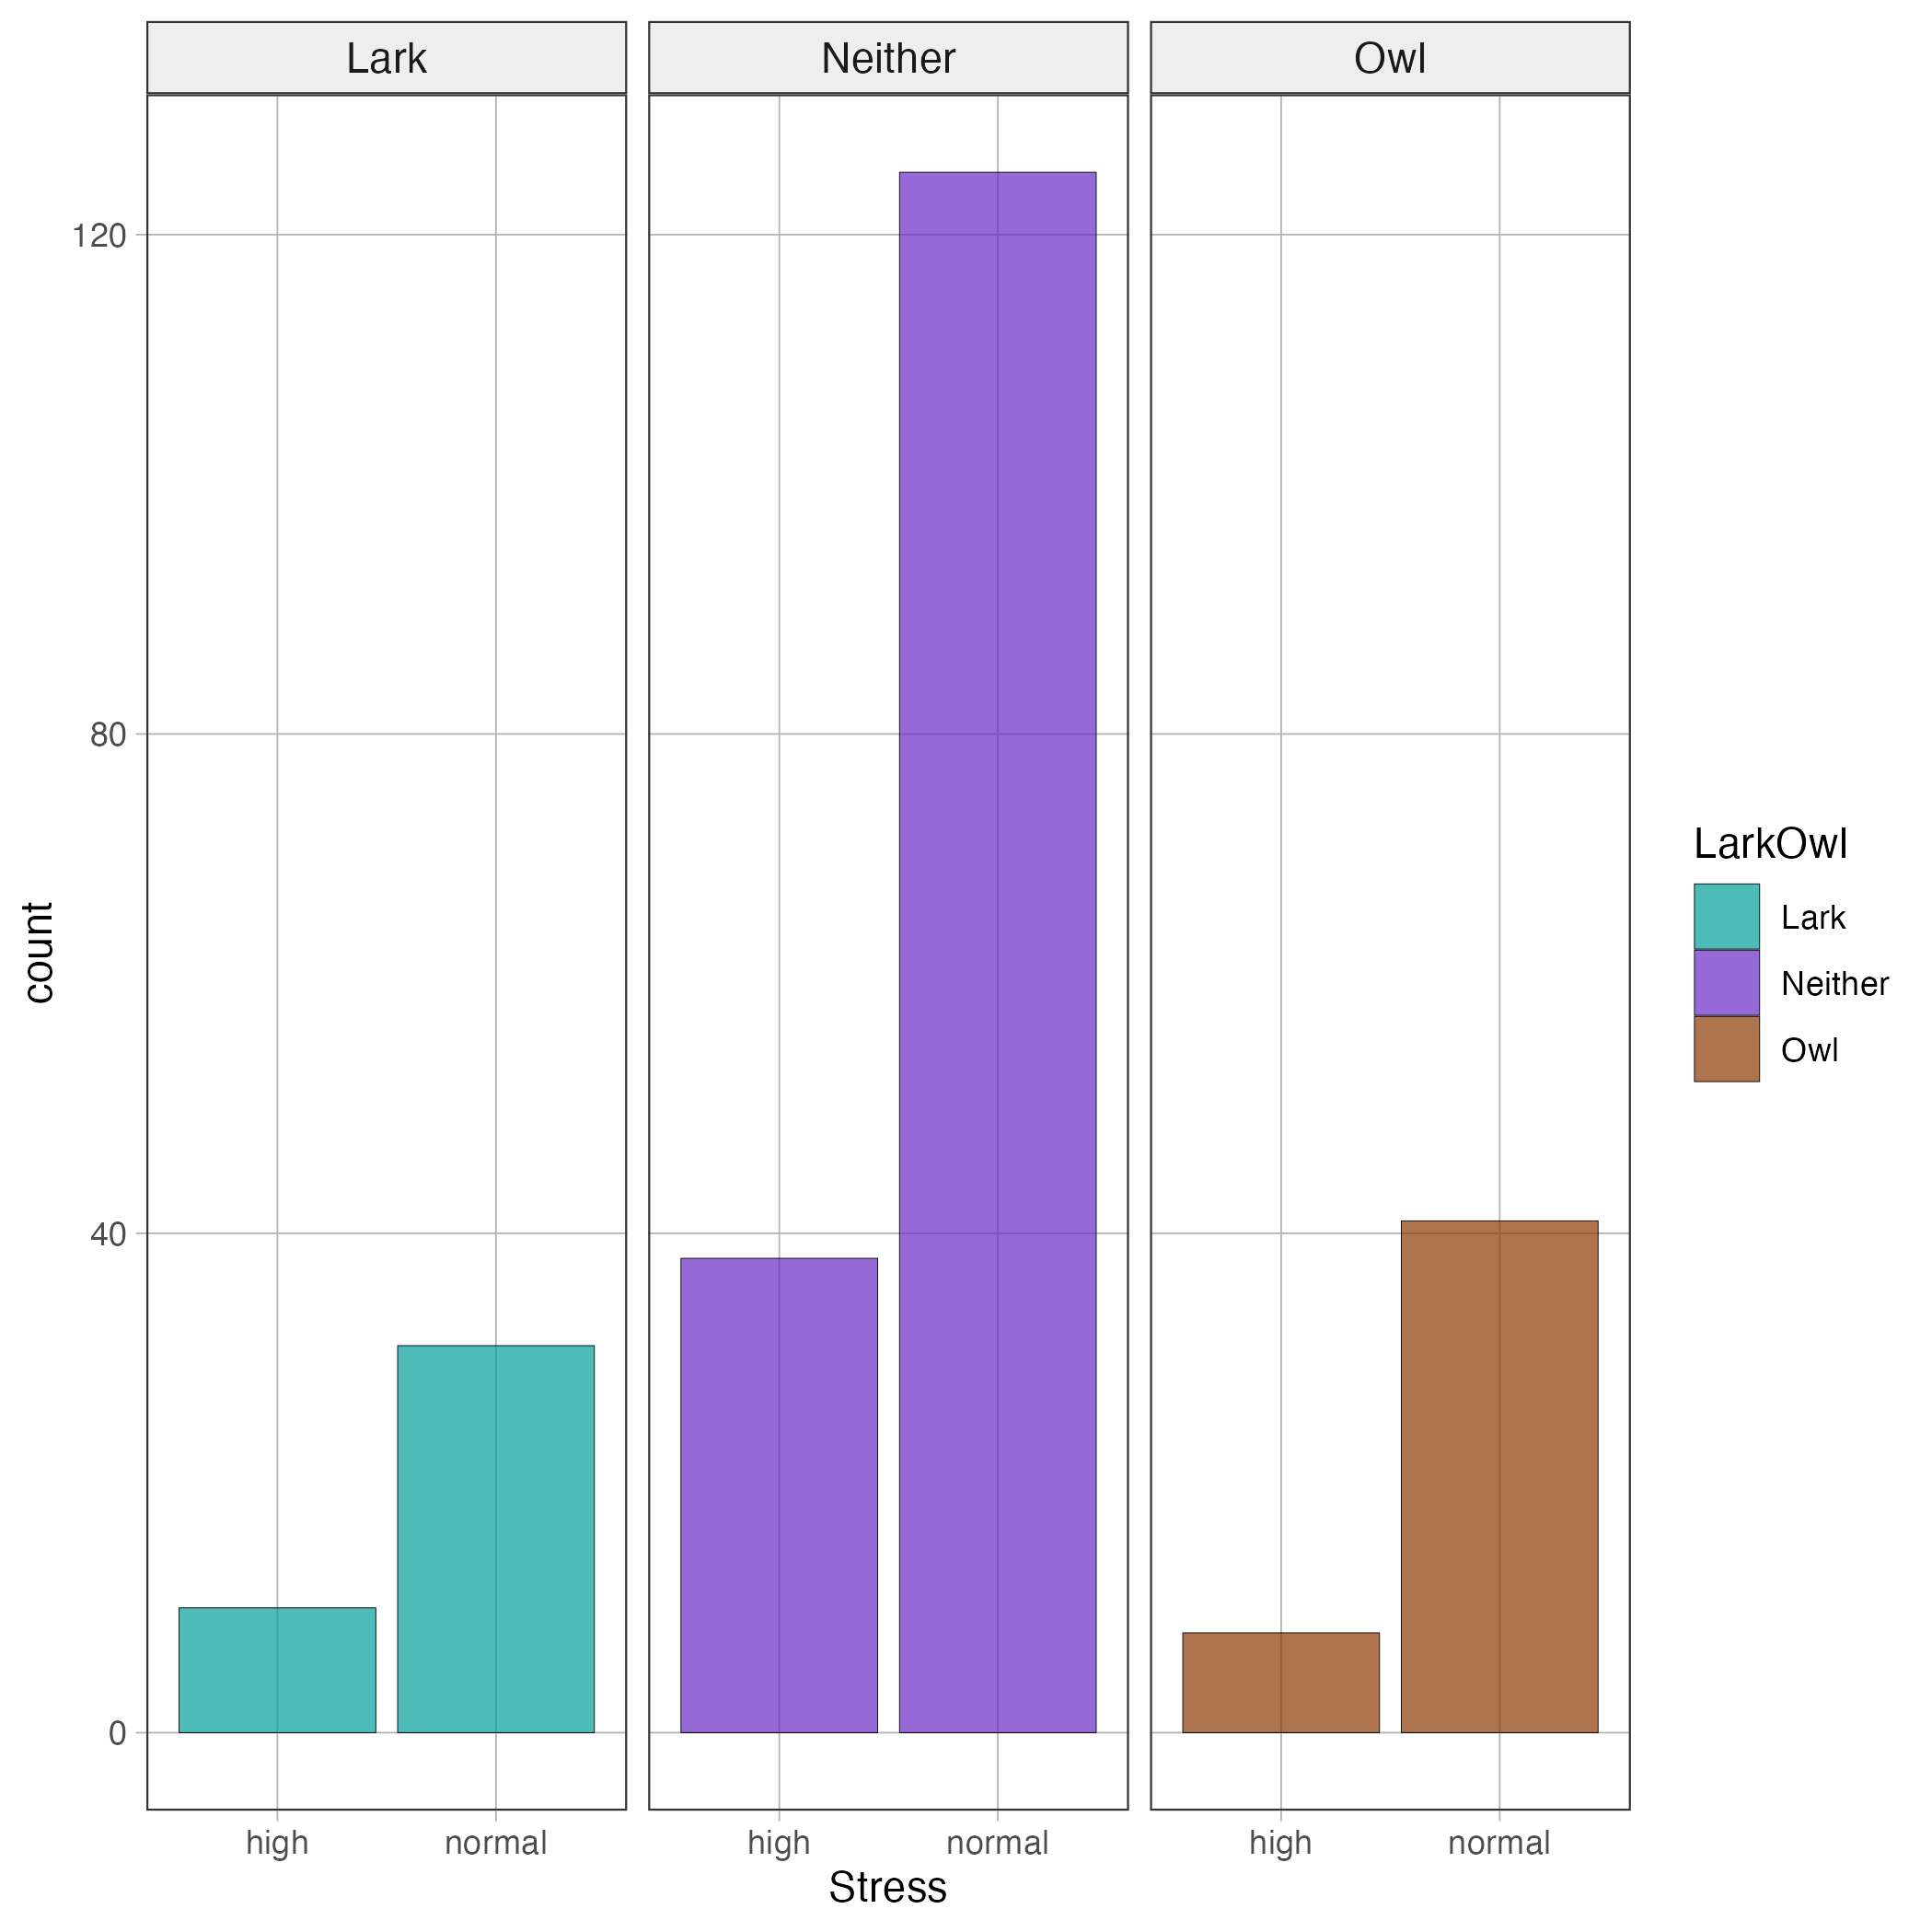 Lark Neither Owl
120
80
40
0
count
high normal high normal high normal
Stress
LarkOwl
Lark
Neither
Owl